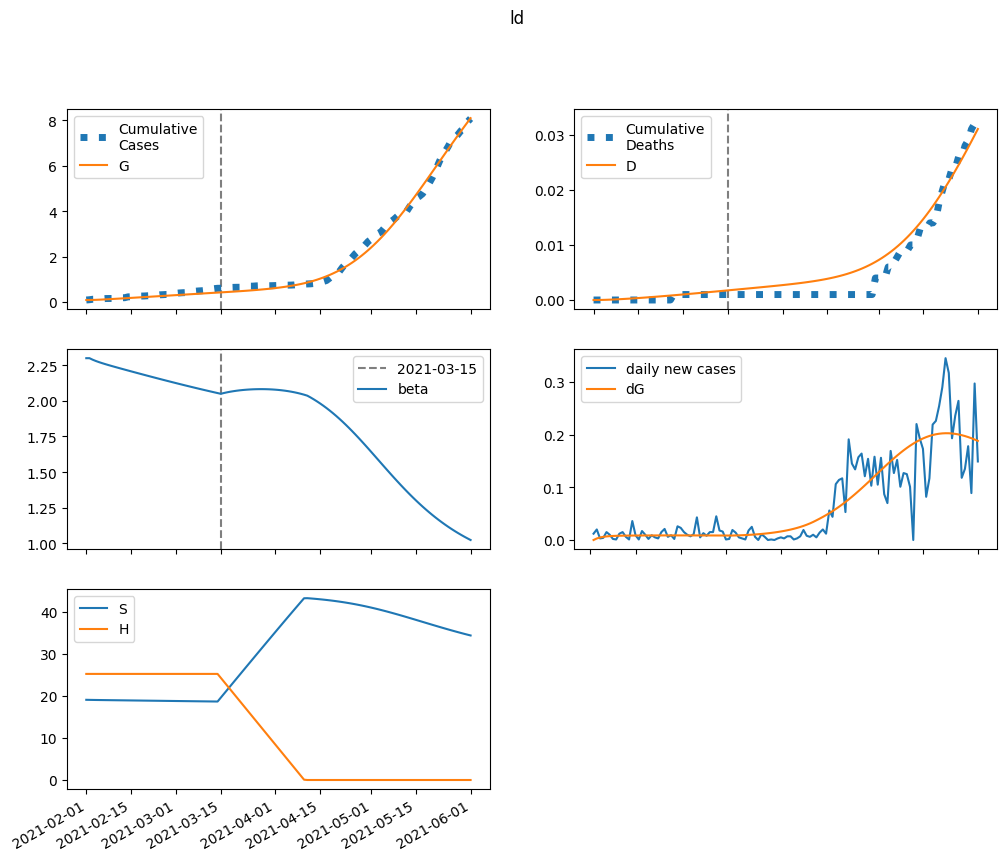 ld
8
6
4
2
0
Cumulative
Cases
G
0.03
0.02
0.01
0.00
Cumulative
Deaths
D
2.25
2.00
1.75
1.50
1.25
1.00
2021-03-15
beta
0.3
0.2
0.1
0.0
daily new cases
dG
40
30
20
10
0
S
H
2021-02-01
2021-02-15
2021-03-01
2021-03-15
2021-04-01
2021-04-15
2021-05-01
2021-05-15
2021-06-01